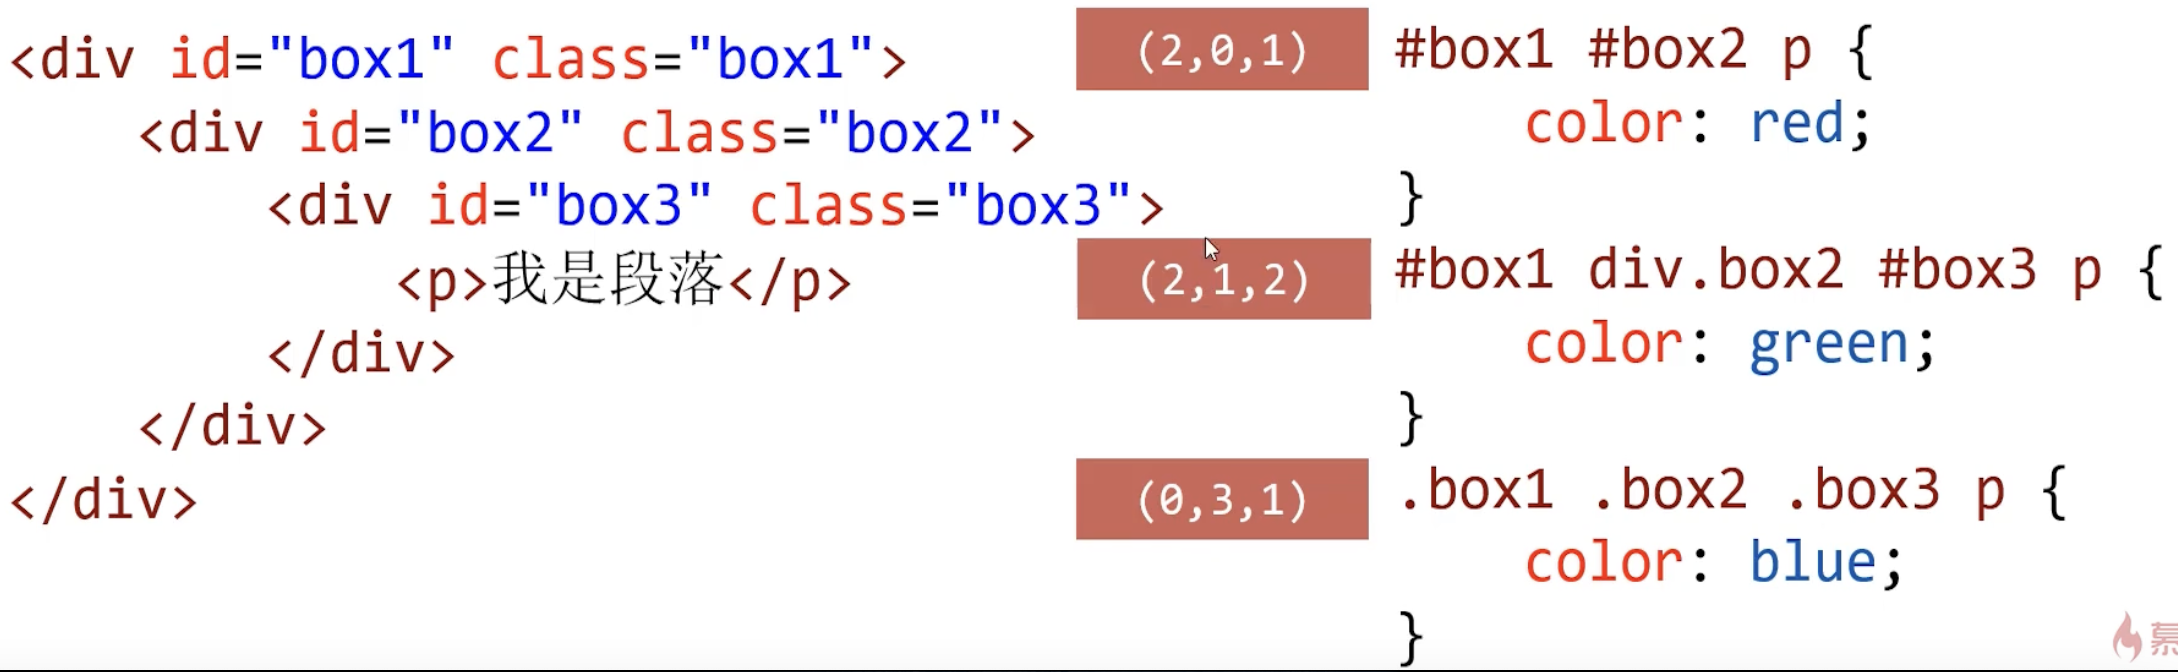 <div id="box1" class="box1">
<div id="box2" class="box2">
<div id="box3" class="box3">
<p>我是段落</p>
</div>
</div>
</div>
(2,0,1)
#box1 #box2 p {
color: red;
}
(2,1,2)
#box1 div.box2 #box3 p {
color: green;
}
(0,3,1)
.box1 .box2 .box3 p {
color: blue;
}